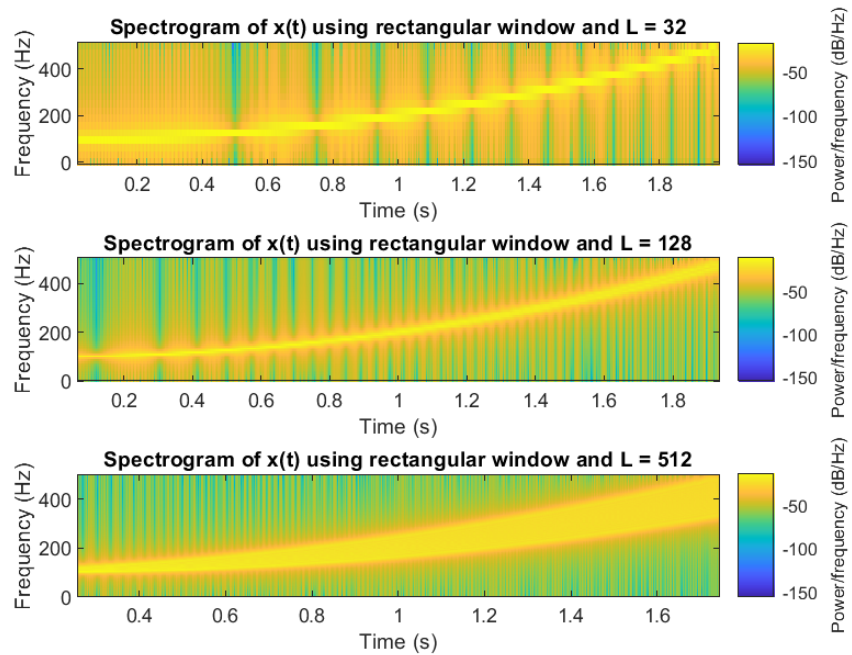 Spectrogram of x(t) using rectangular window and L = 32
Frequency (Hz)
400
200
0
0.2 0.4 0.6 0.8 1 1.2 1.4 1.6 1.8
Time (s)
-50
-100
-150
Power/frequency (dB/Hz)
Spectrogram of x(t) using rectangular window and L = 128
Frequency (Hz)
400
200
0
0.2 0.4 0.6 0.8 1 1.2 1.4 1.6 1.8
Time (s)
-50
-100
-150
Power/frequency (dB/Hz)
Spectrogram of x(t) using rectangular window and L = 512
Frequency (Hz)
400
200
0
0.4 0.6 0.8 1 1.2 1.4 1.6
Time (s)
-50
-100
-150
Power/frequency (dB/Hz)